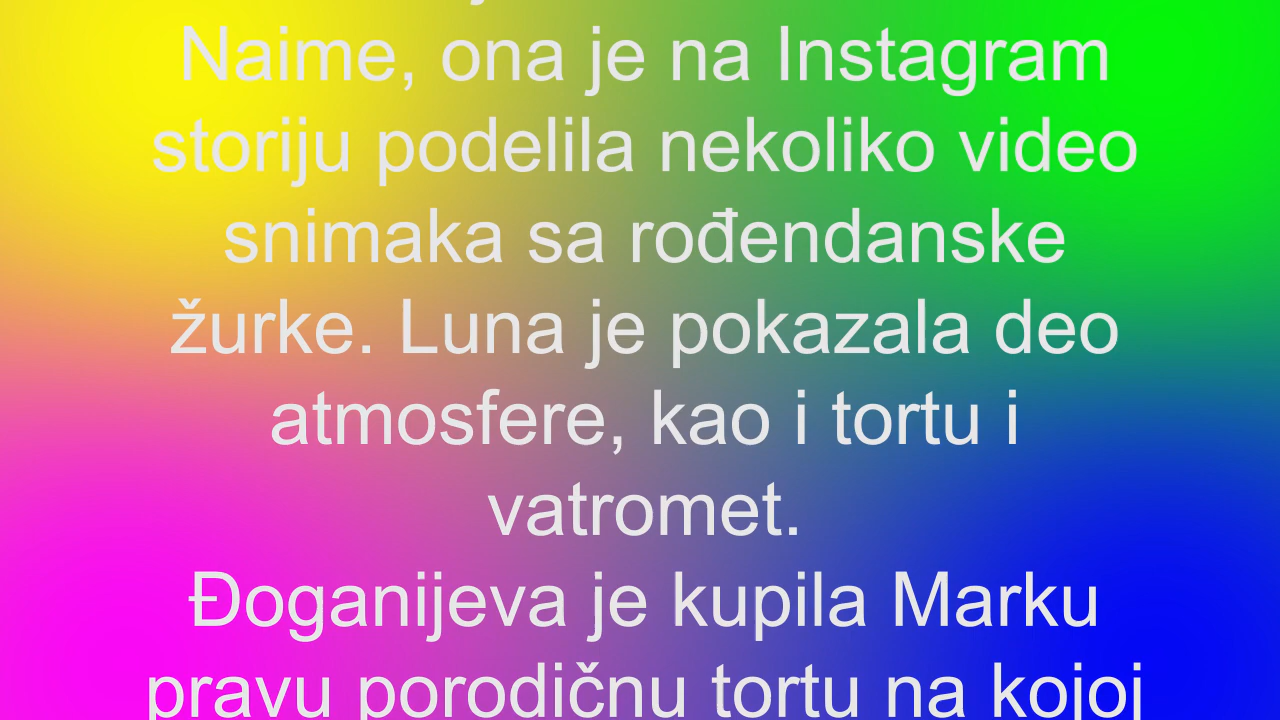 Naime, ona je na Instagram
storiju podelila nekoliko video
snimaka sa rođendanske
žurke. Luna je pokazala deo
atmosfere, kao i tortu i
vatromet.
Đoganijeva je kupila Marku
pravu porodičnu tortu na kojoj